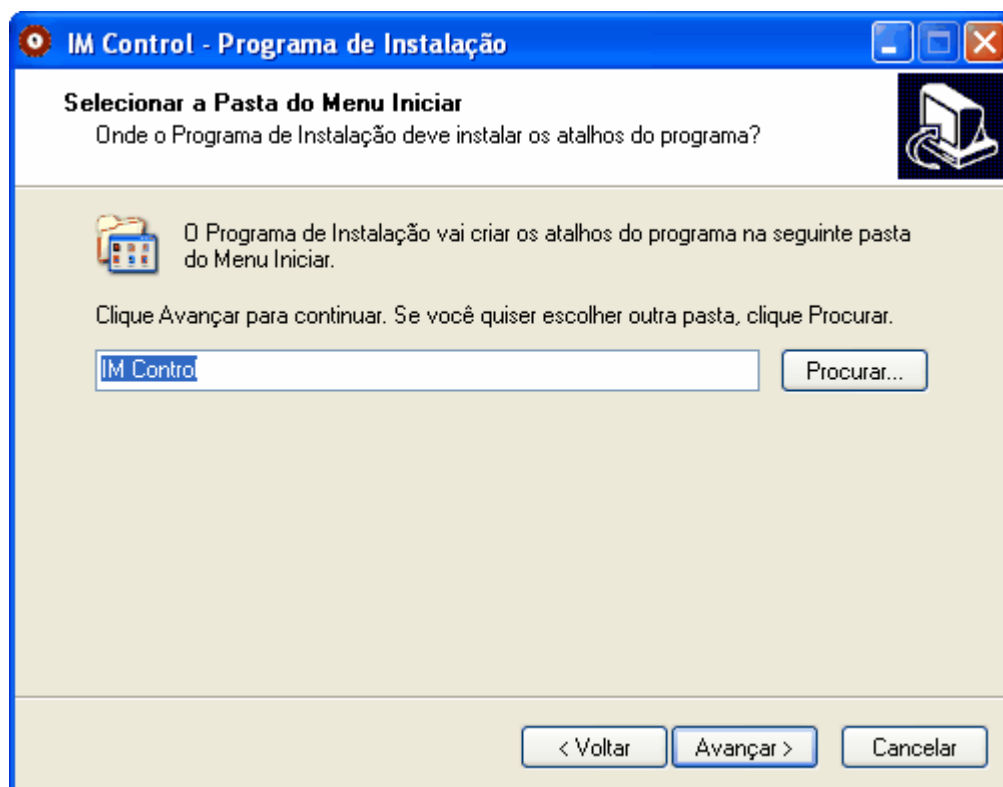 IM Control - Programa de Instalação
Selecionar a Pasta do Menu Iniciar
Onde o Programa de Instalação deve instalar os atalhos do programa?
O Programa de Instalação vai criar os atalhos do programa na seguinte pasta
do Menu Iniciar.
Clique Avançar para continuar. Se você quiser escolher outra pasta, clique Procurar.
IM Control
Procurar...
< Voltar
Avançar >
Cancelar